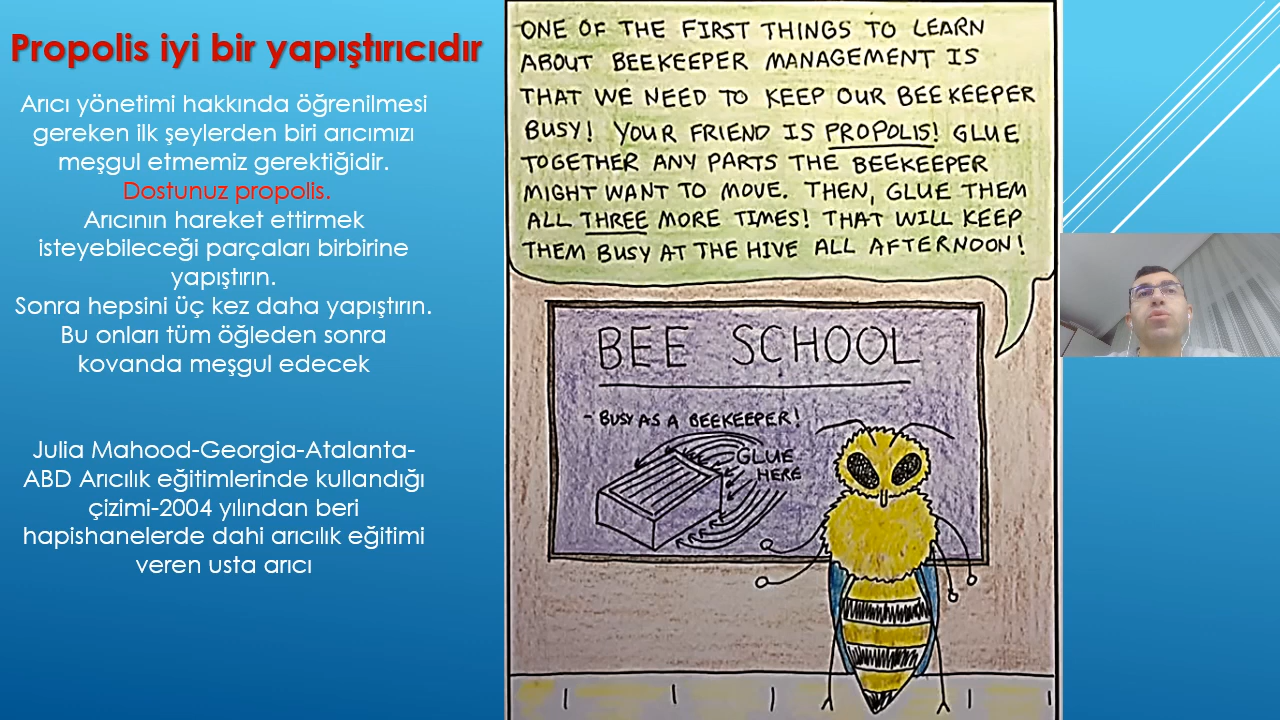 Propolis iyi bir yapıştırıcıdır
Arıcı yönetimi hakkında öğrenilmesi
gereken ilk şeylerden biri arıcımızı
meşgul etmemiz gerektiğidir.
Dostunuz propolis.
Arıcının hareket ettirmek
isteyebileceği parçaları birbirine
yapıştırın.
Sonra hepsini üç kez daha yapıştırın.
Bu onları tüm öğleden sonra
kovanda meşgul edecek
Julia Mahood-Georgia-Atalanta-
ABD Arıcılık eğitimlerinde kullandığı
çizimi-2004 yılından beri
hapishanelerde dahi arıcılık eğitimi
veren usta arıcı
ONE OF THE FIRST THINGS TO LEARN
ABOUT BEEKEEPER MANAGEMENT IS
THAT WE NEED TO KEEP OUR BEEKEEPER
BUSY! YOUR FRIEND IS PROPOLIS! GLUE
TOGETHER ANY PARTS THE BEEKEEPER
MIGHT WANT TO MOVE. THEN, GLUE THEM
ALL THREE MORE TIMES! THAT WILL KEEP
THEM BUSY AT THE HIVE ALL AFTERNOON!
BEE SCHOOL
- BUSY AS A BEEKEEPER!
GLUE
HERE